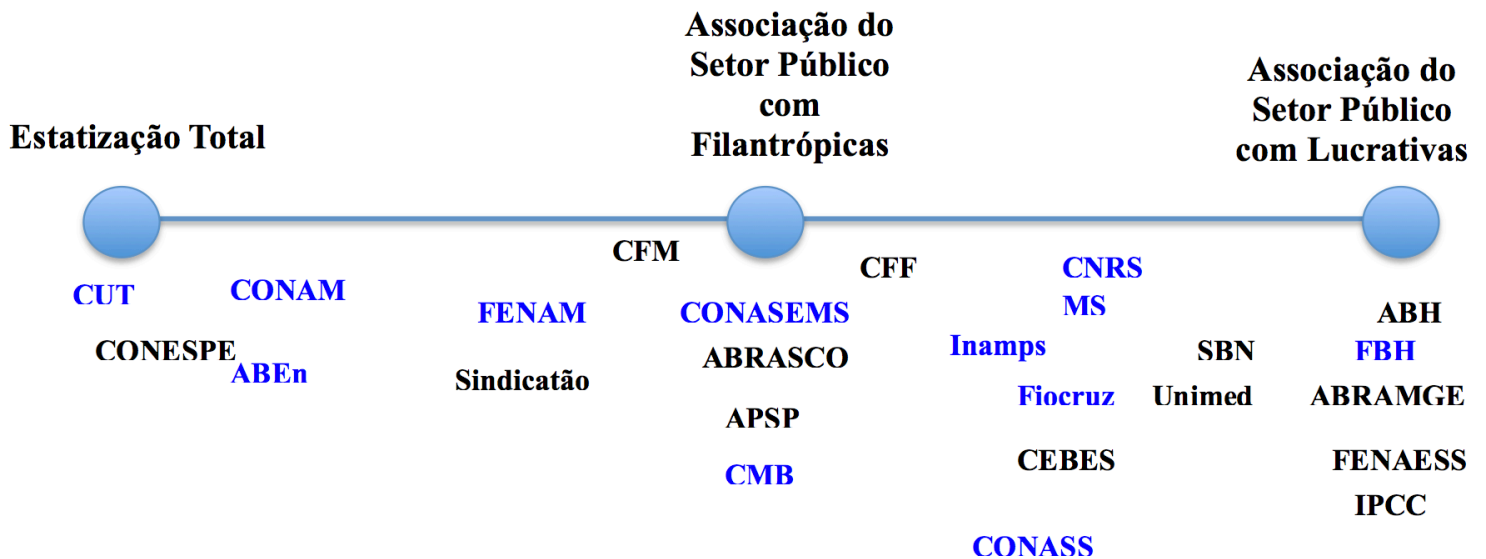 Estatização Total
Associação do
Setor Público
com
Filantrópicas
Associação do
Setor Público
com Lucrativas
CUT
CONESPE
CONAM
ABEn
FENAM
Sindicatão
CFM
CONASEMS
ABRASCO
APSP
CMB
CFF
CNRS
MS
Inamps
Fiocruz
CEBES
CONASS
SBN
Unimed
ABH
FBH
ABRAMGE
FENAESS
IPCC